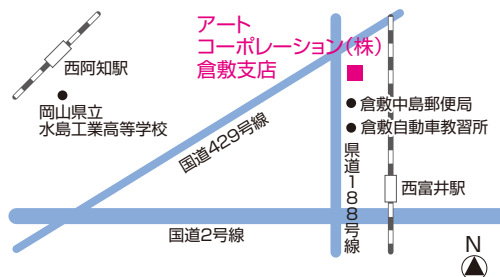 アート
コーポレーション(株)
倉敷支店
西阿知駅
岡山県立
水島工業高等学校
倉敷中島郵便局
倉敷自動車教習所
国道429号線
県道188号線
西富井駅
国道2号線
N